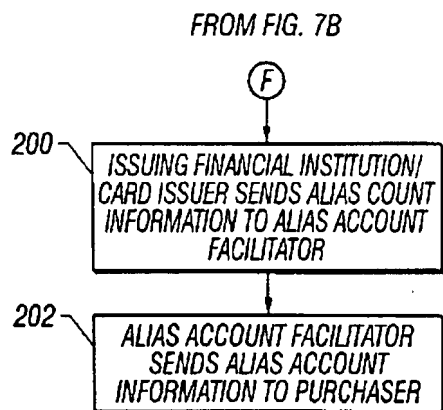 FROM FIG. 7B
F
200
ISSUING FINANCIAL INSTITUTION/
CARD ISSUER SENDS ALIAS COUNT
INFORMATION TO ALIAS ACCOUNT
FACILITATOR
202
ALIAS ACCOUNT FACILITATOR
SENDS ALIAS ACCOUNT
INFORMATION TO PURCHASER